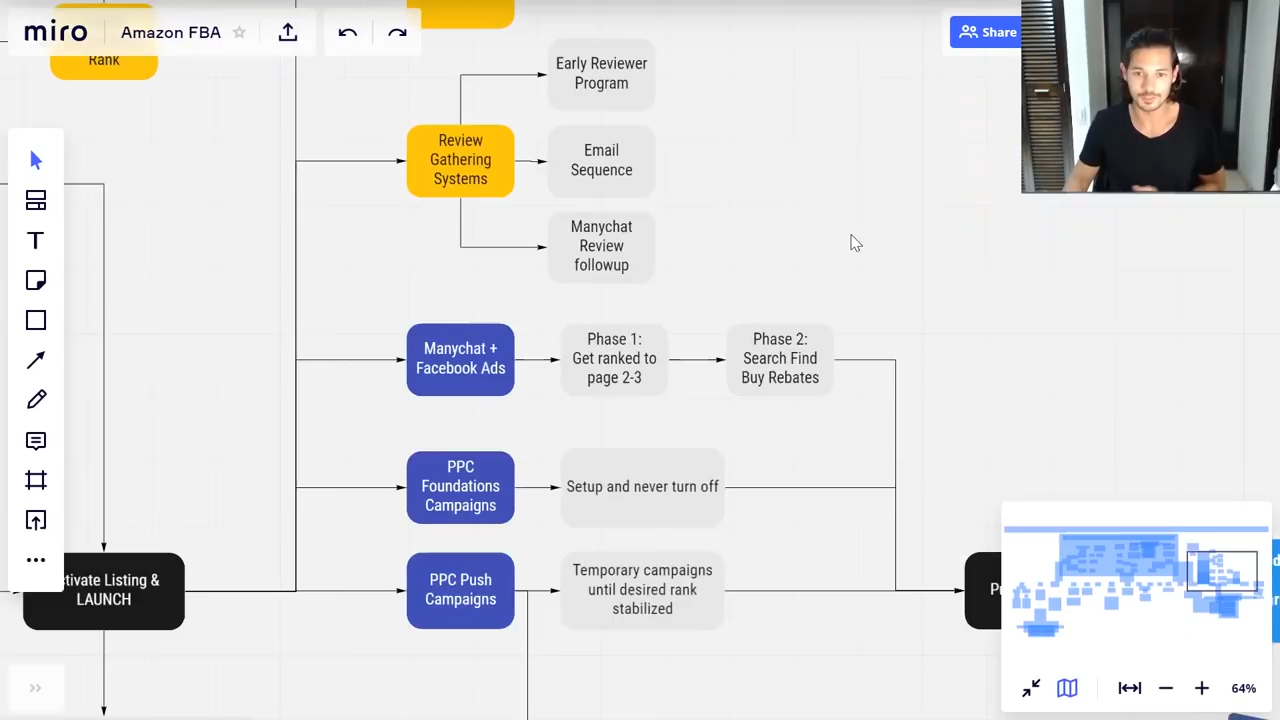 miro
Amazon FBA
Share
Rank
Early Reviewer
Program
Review
Gathering
Systems
Email
Sequence
Manychat
Review
followup
Manychat +
Facebook Ads
Phase 1:
Get ranked to
page 2-3
Phase 2:
Search Find
Buy Rebates
PPC
Foundations
Campaigns
Setup and never turn off
ctivate Listing &
LAUNCH
PPC Push
Campaigns
Temporary campaigns
until desired rank
stabilized
64%